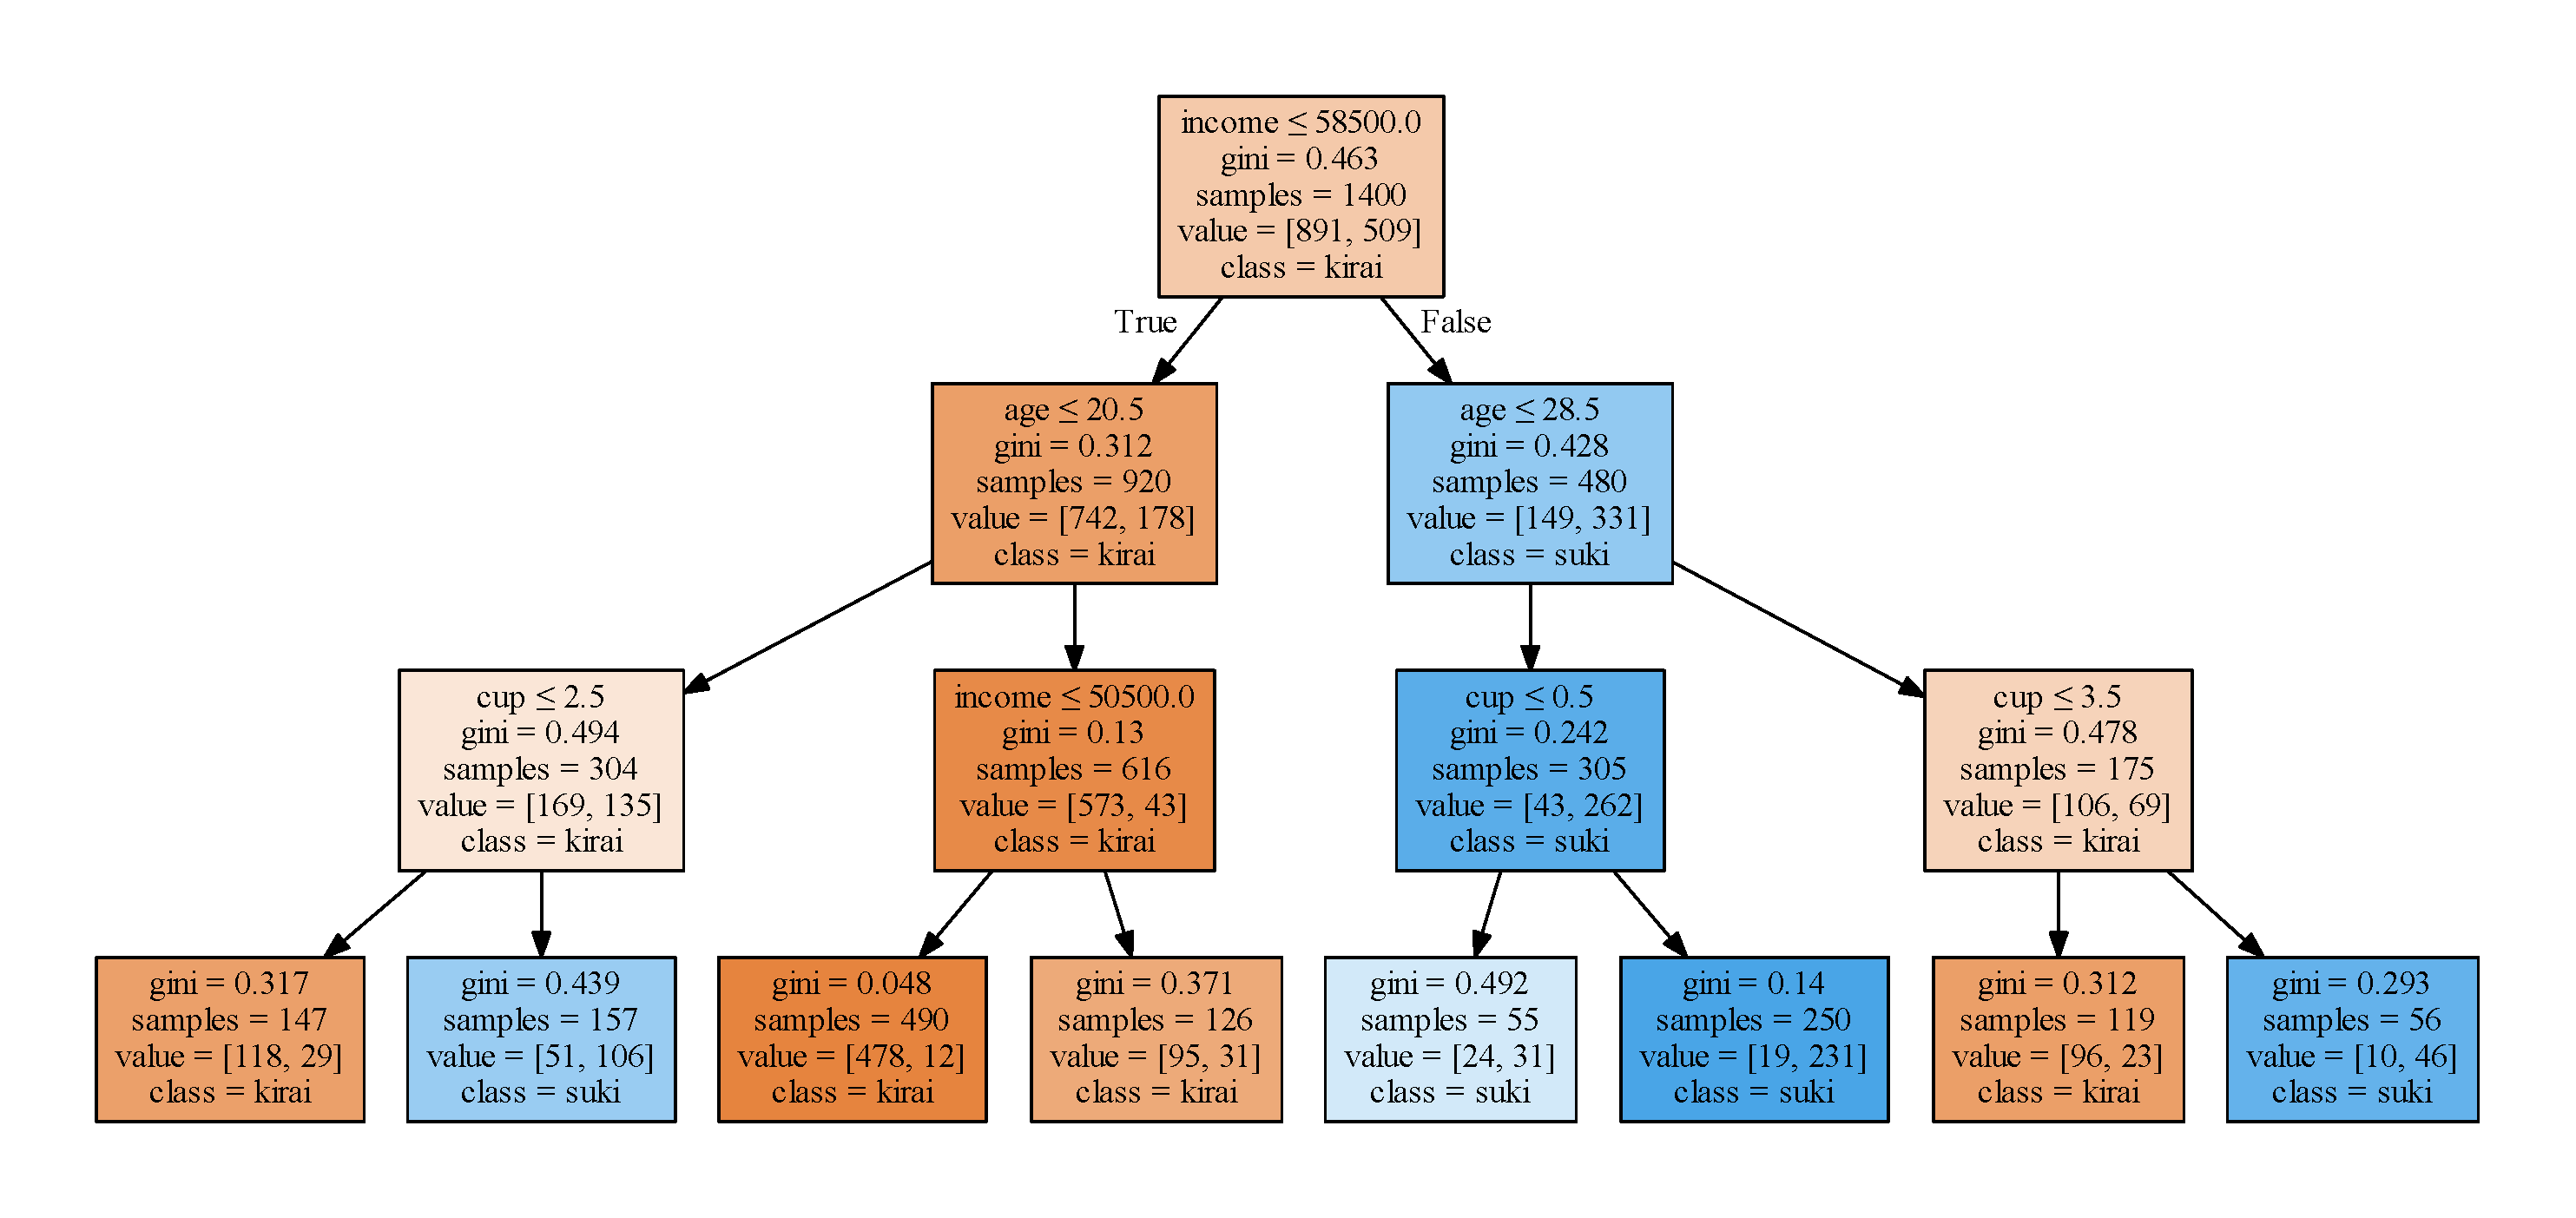 income ≤ 58500.0
gini = 0.463
samples = 1400
value = [891, 509]
class = kirai
True
False
age ≤ 20.5
gini = 0.312
samples = 920
value = [742, 178]
class = kirai
age ≤ 28.5
gini = 0.428
samples = 480
value = [149, 331]
class = suki
cup ≤ 2.5
gini = 0.494
samples = 304
value = [169, 135]
class = kirai
income ≤ 50500.0
gini = 0.13
samples = 616
value = [573, 43]
class = kirai
cup ≤ 0.5
gini = 0.242
samples = 305
value = [43, 262]
class = suki
cup ≤ 3.5
gini = 0.478
samples = 175
value = [106, 69]
class = kirai
gini = 0.317
samples = 147
value = [118, 29]
class = kirai
gini = 0.439
samples = 157
value = [51, 106]
class = suki
gini = 0.048
samples = 490
value = [478, 12]
class = kirai
gini = 0.371
samples = 126
value = [95, 31]
class = kirai
gini = 0.492
samples = 55
value = [24, 31]
class = suki
gini = 0.14
samples = 250
value = [19, 231]
class = suki
gini = 0.312
samples = 119
value = [96, 23]
class = kirai
gini = 0.293
samples = 56
value = [10, 46]
class = suki